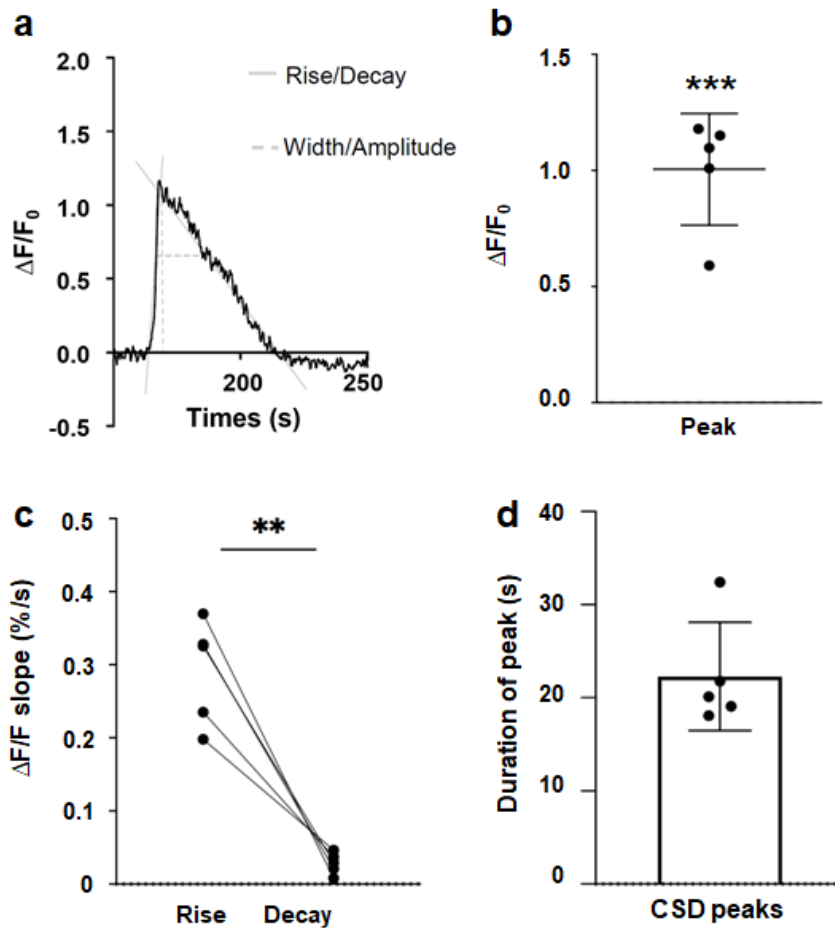 a
2.0
1.5
1.0
0.5
0.0
-0.5
ΔF/F0
200
250
Times (s)
Rise/Decay
Width/Amplitude
b
1.5
1.0
0.5
0.0
ΔF/F0
***
Peak
c
0.5
0.4
0.3
0.2
0.1
0
ΔF/F slope (%/s)
**
Rise Decay
d
40
30
20
10
0
Duration of peak (s)
CSD peaks